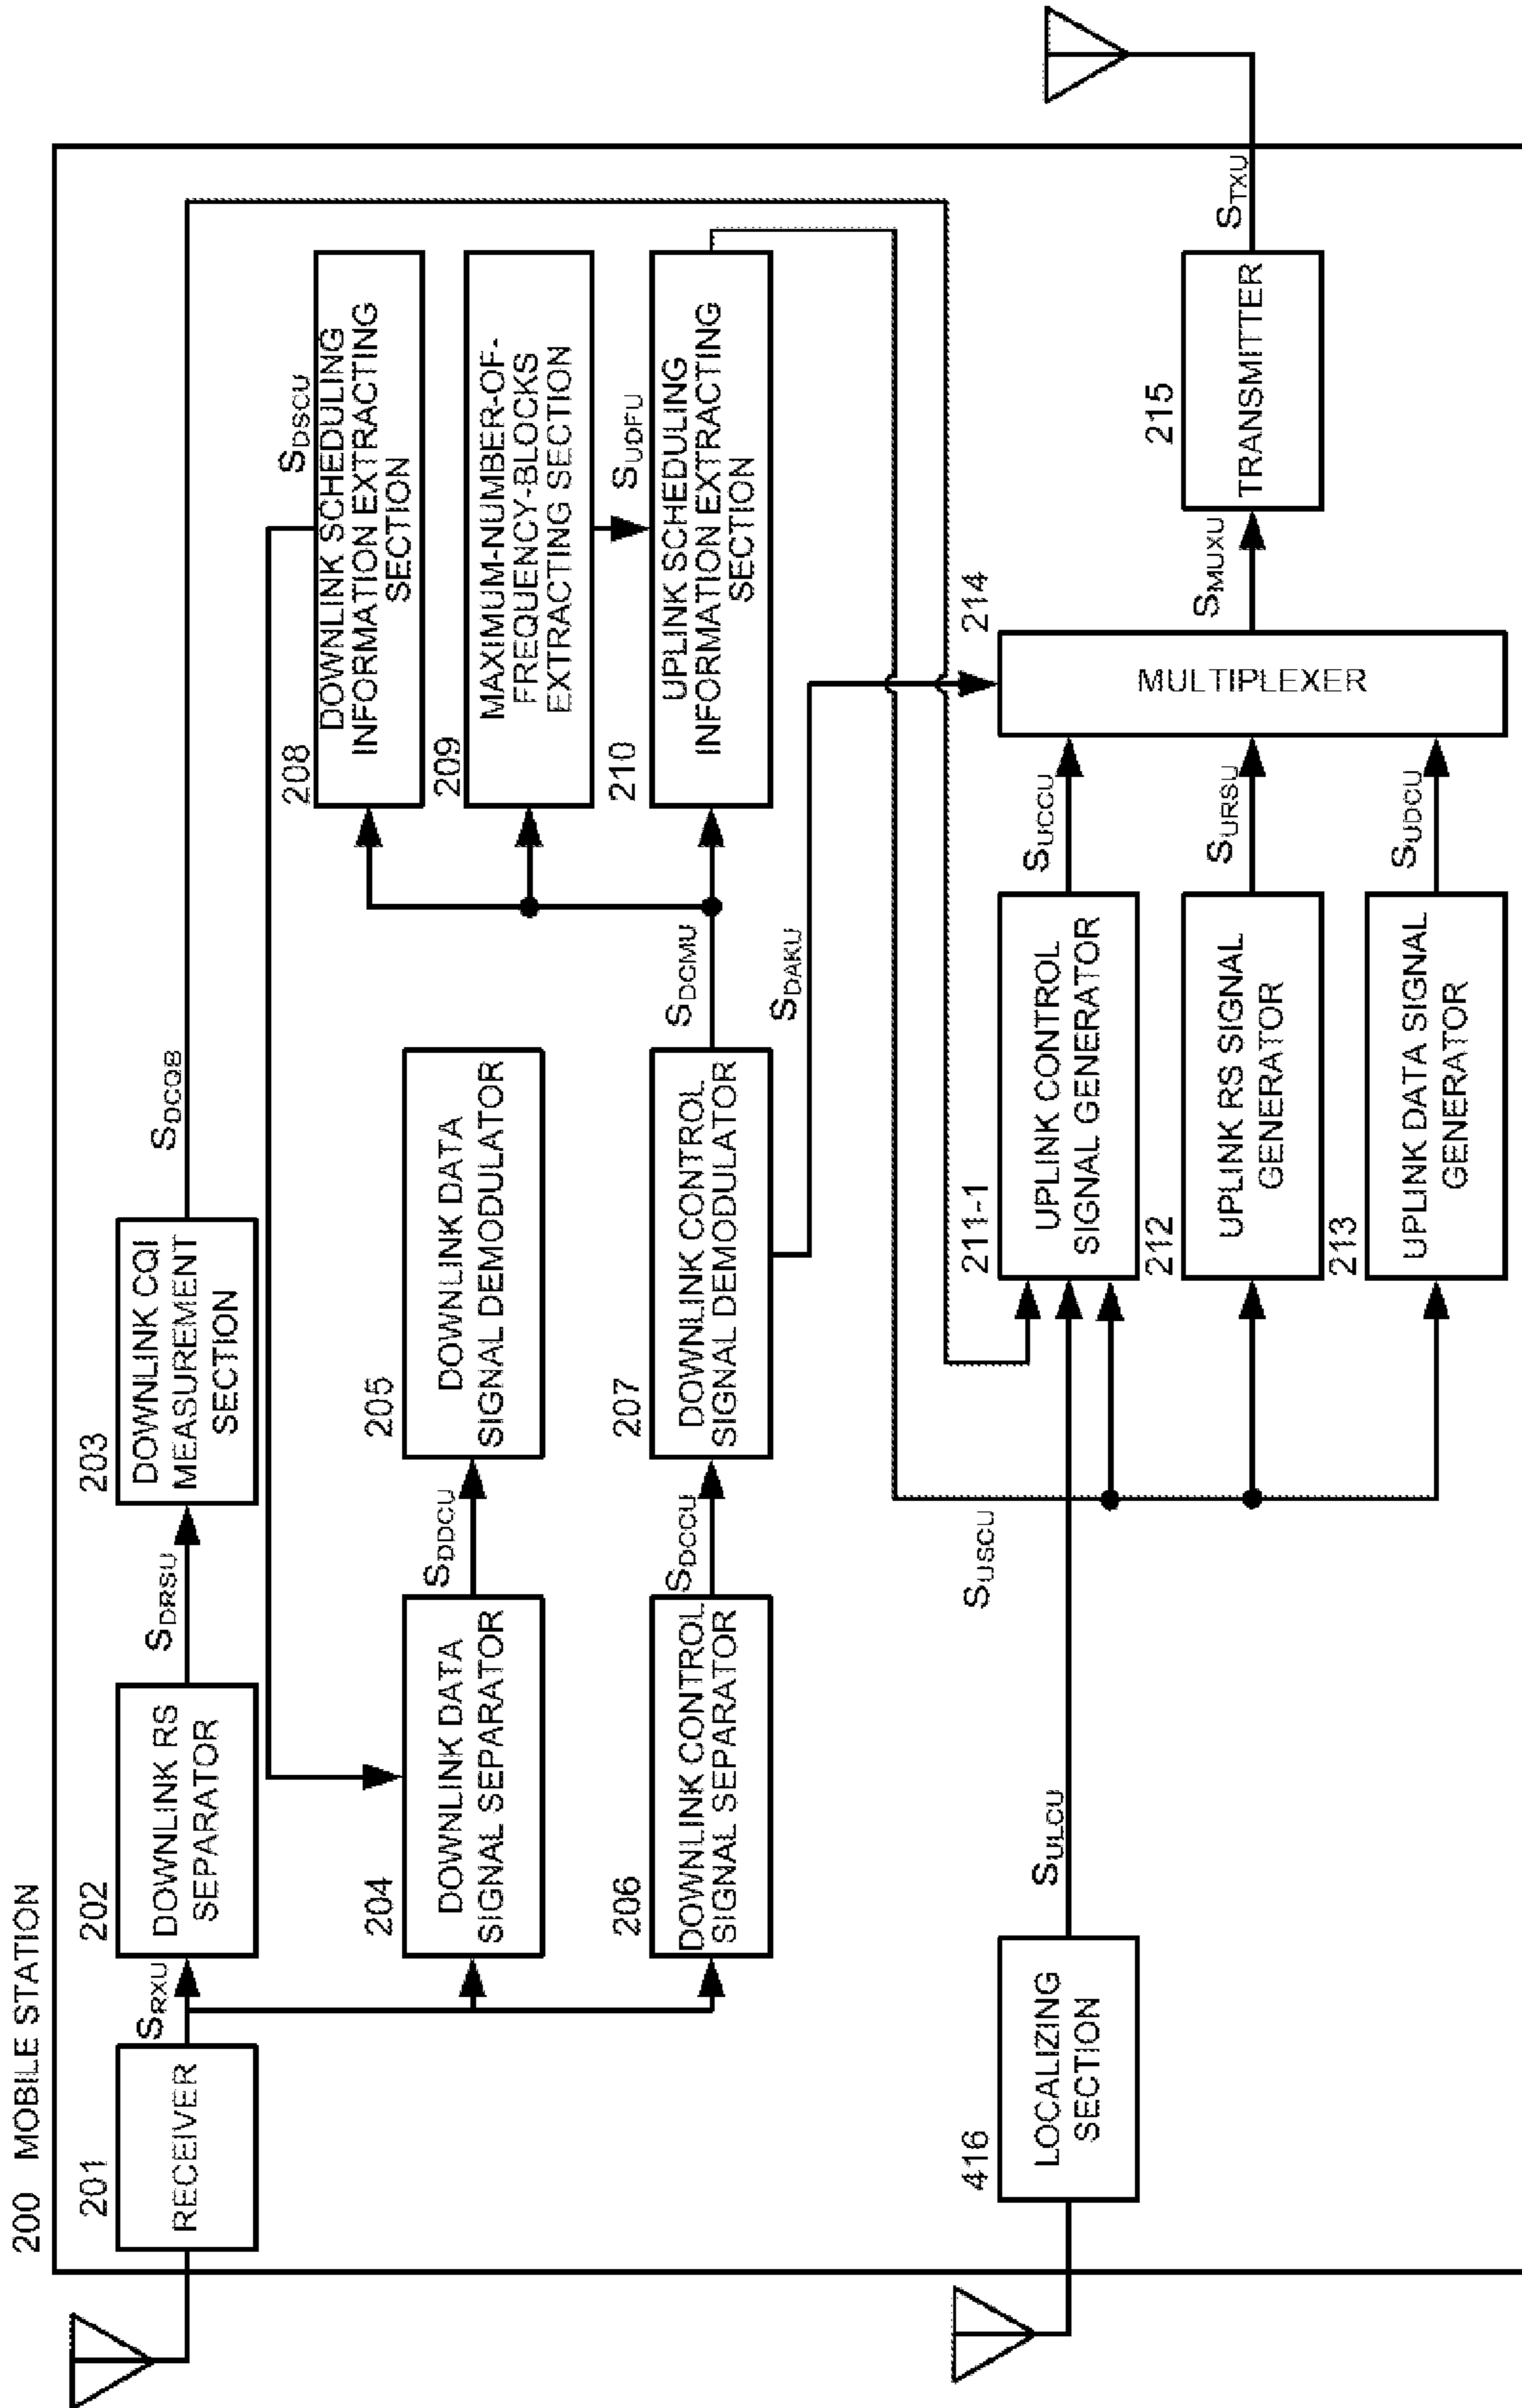 200 MOBILE STATION
201
RECEIVER
SRXU
202
DOWNLINK RS
SEPARATOR
SDRSU
203
DOWNLINK CQI
MEASUREMENT
SECTION
SDCQB
204
DOWNLINK DATA
SIGNAL SEPARATOR
SDDCU
205
DOWNLINK DATA
SIGNAL DEMODULATOR
206
DOWNLINK CONTROL
SIGNAL SEPARATOR
SDCCU
207
DOWNLINK CONTROL
SIGNAL DEMODULATOR
SDCMU
SDAKU
208
SDSCU
DOWNLINK SCHEDULING
INFORMATION EXTRACTING
SECTION
209
MAXIMUM-NUMBER-OF-
FREQUENCY-BLOCKS
EXTRACTING SECTION
SUDFU
210
UPLINK SCHEDULING
INFORMATION EXTRACTING
SECTION
416
LOCALIZING
SECTION
SULCU
SUSCU
211-1
UPLINK CONTROL
SIGNAL GENERATOR
SUCCU
212
UPLINK RS SIGNAL
GENERATOR
SURSU
213
UPLINK DATA SIGNAL
GENERATOR
SUDCU
214
MULTIPLEXER
SMUXU
215
TRANSMITTER
STXU